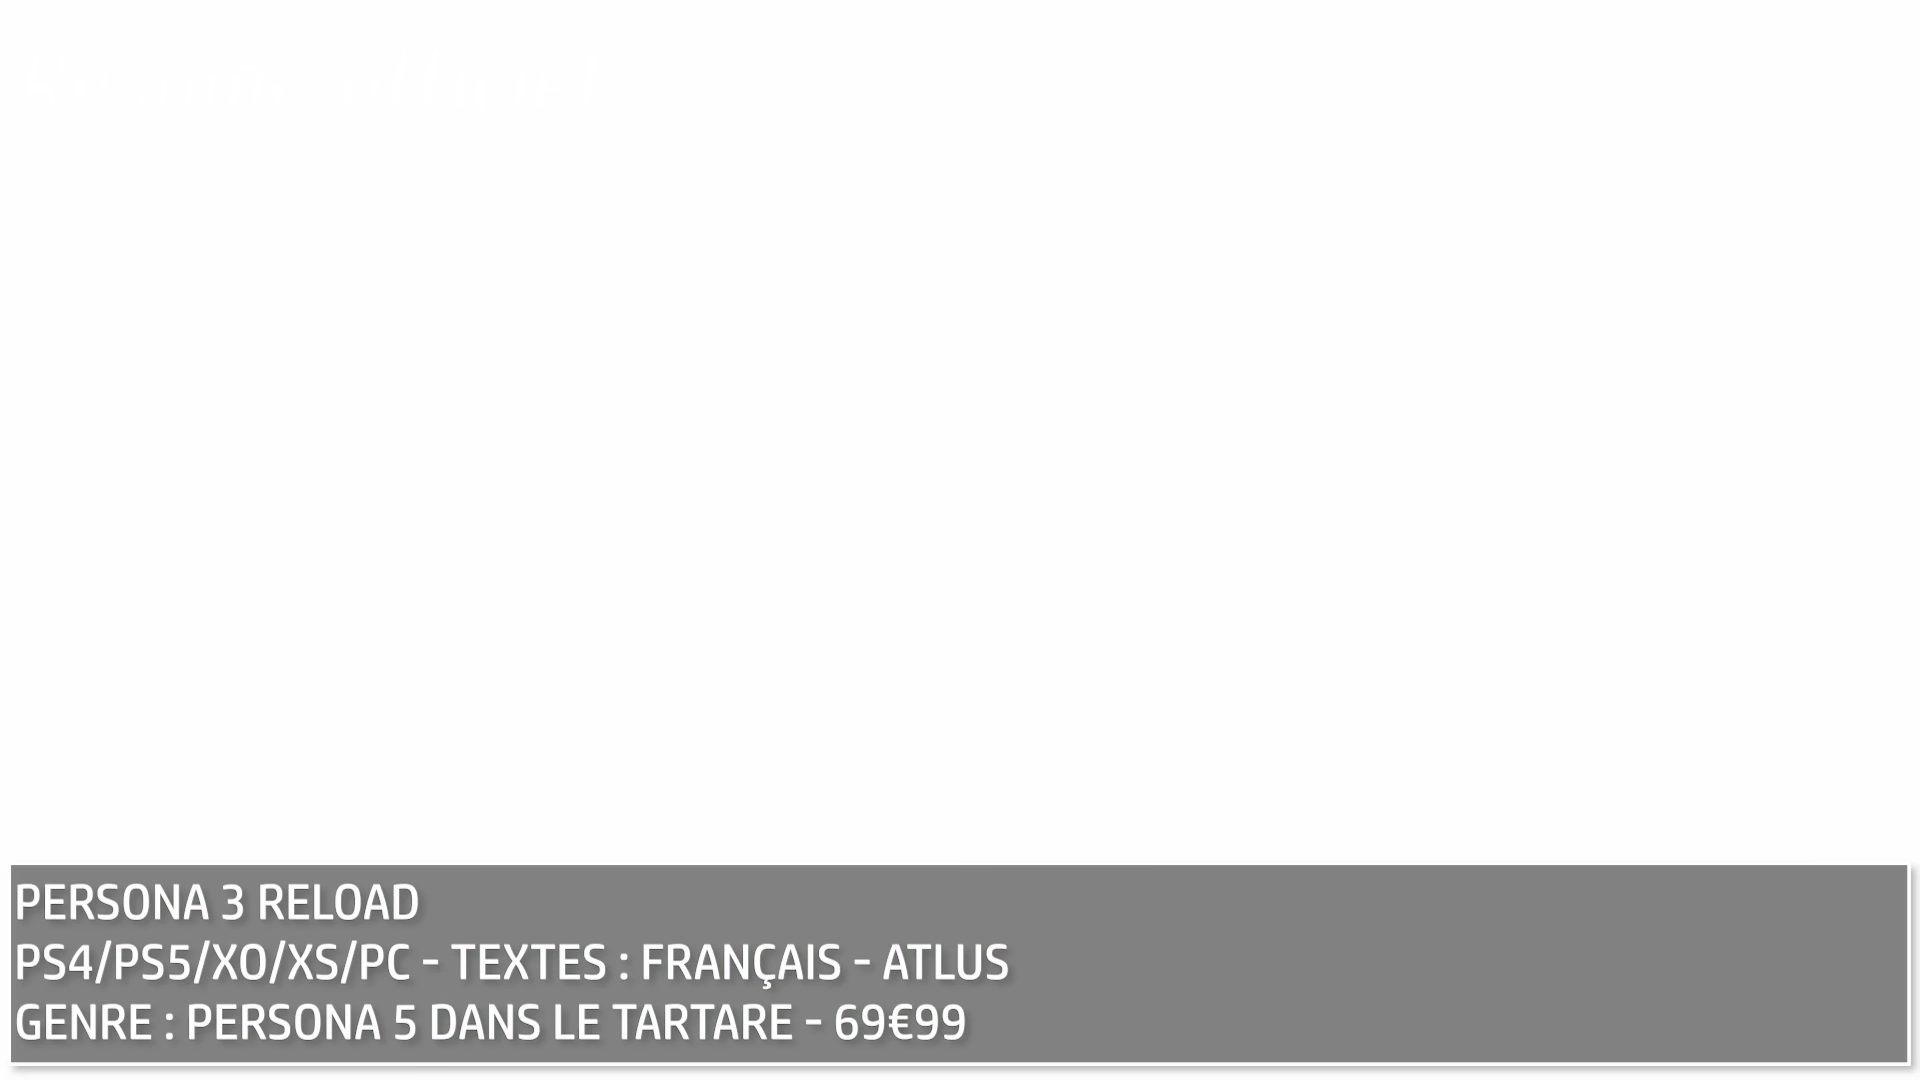 PERSONA 3 RELOAD
PS4/PS5/XO/XS/PC - TEXTES : FRANÇAIS - ATLUS
GENRE : PERSONA 5 DANS LE TARTARE - 69€99